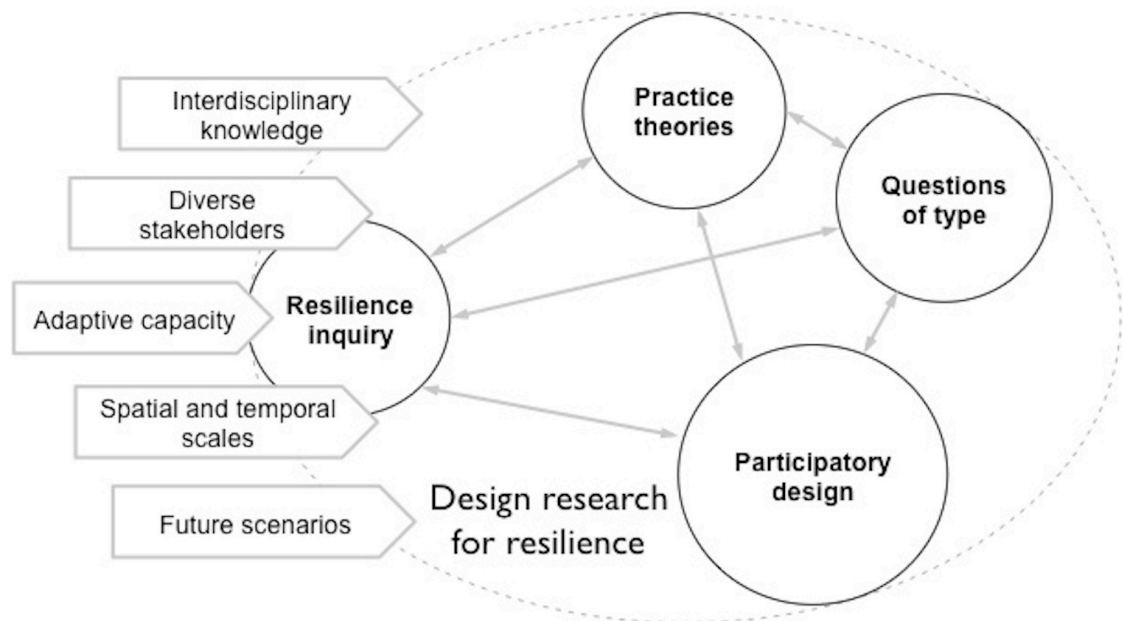 Interdisciplinary
knowledge
Diverse
stakeholders
Adaptive capacity
Spatial and temporal
scales
Future scenarios
Resilience
inquiry
Practice
theories
Questions
of type
Participatory
design
Design research
for resilience